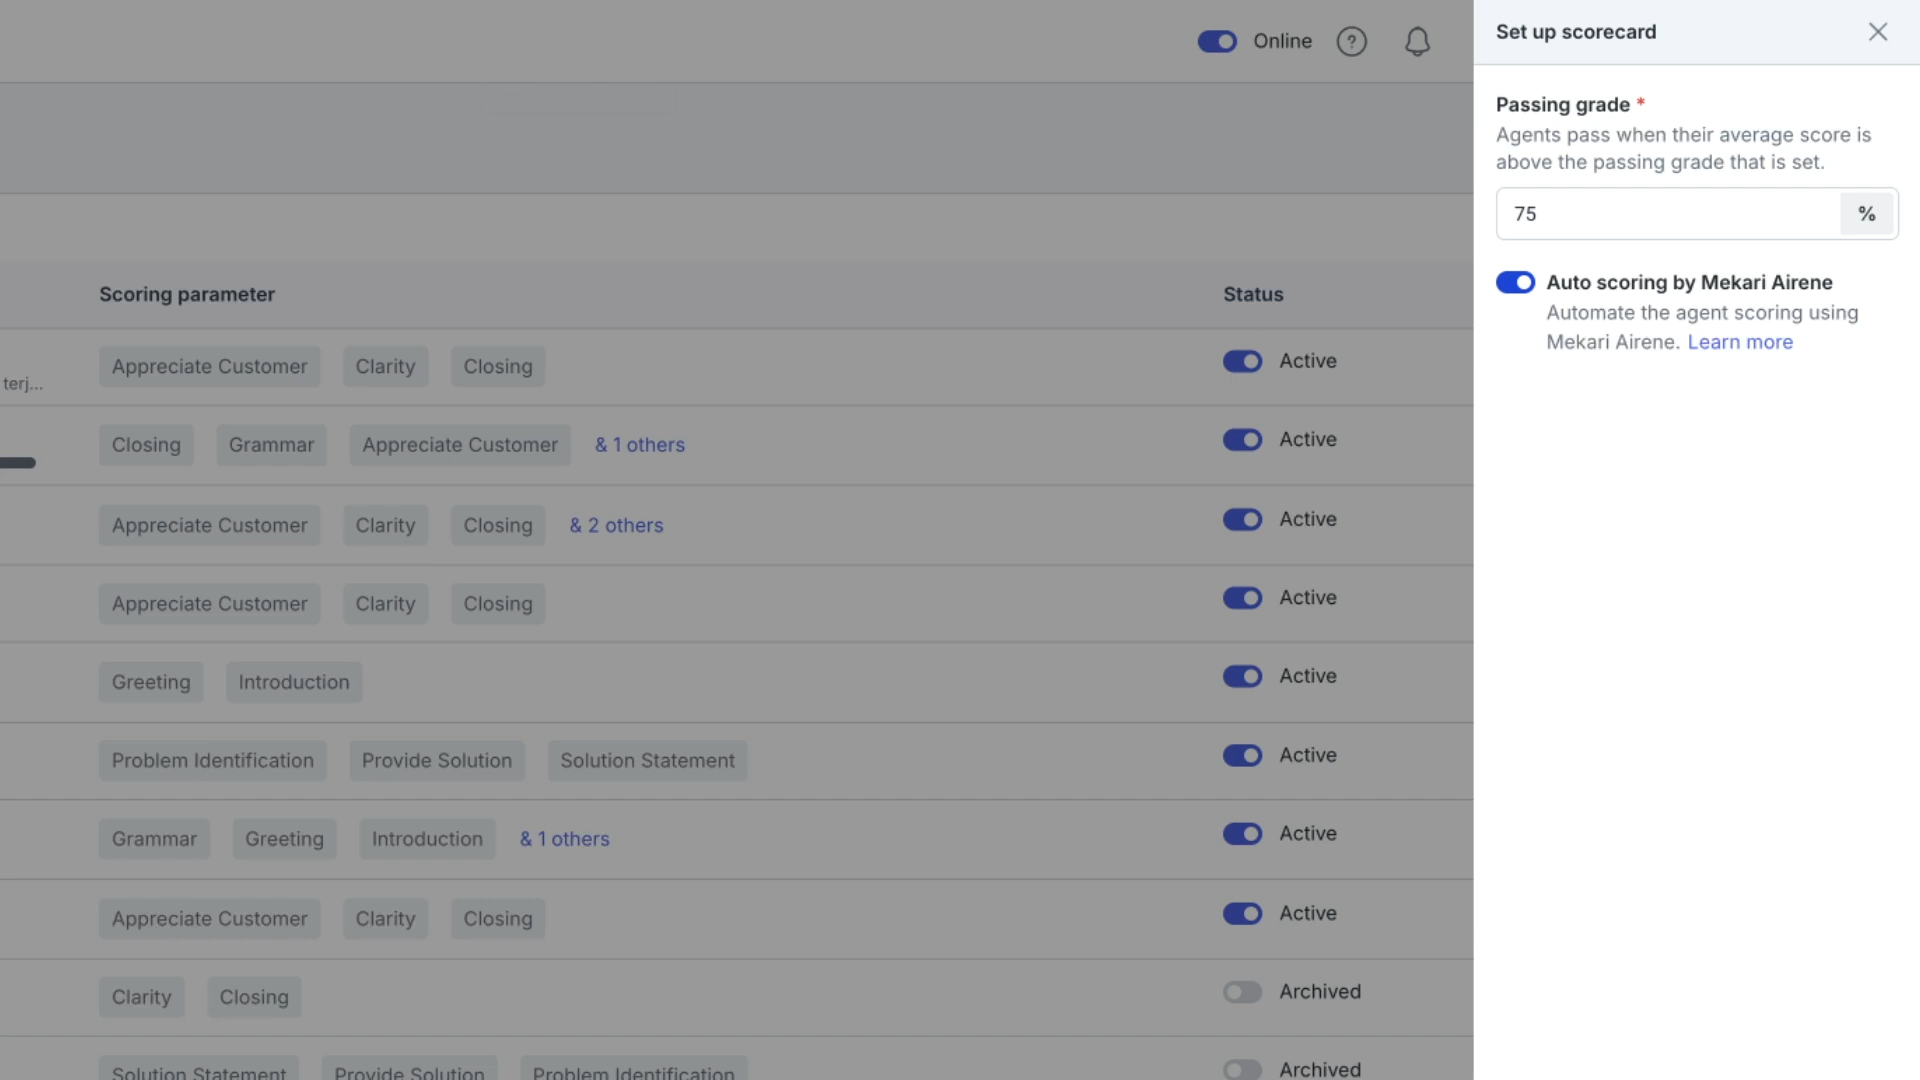 Online
Set up scorecard
Passing grade *
Agents pass when their average score is
above the passing grade that is set.
75 %
Auto scoring by Mekari Airene
Automate the agent scoring using
Mekari Airene. Learn more
Scoring parameter Status
terj...
Appreciate Customer Clarity Closing Active
Closing Grammar Appreciate Customer & 1 others Active
Appreciate Customer Clarity Closing & 2 others Active
Appreciate Customer Clarity Closing Active
Greeting Introduction Active
Problem Identification Provide Solution Solution Statement Active
Grammar Greeting Introduction & 1 others Active
Appreciate Customer Clarity Closing Active
Clarity Closing Archived
Solution Statement Provide Solution Problem Identification Archived